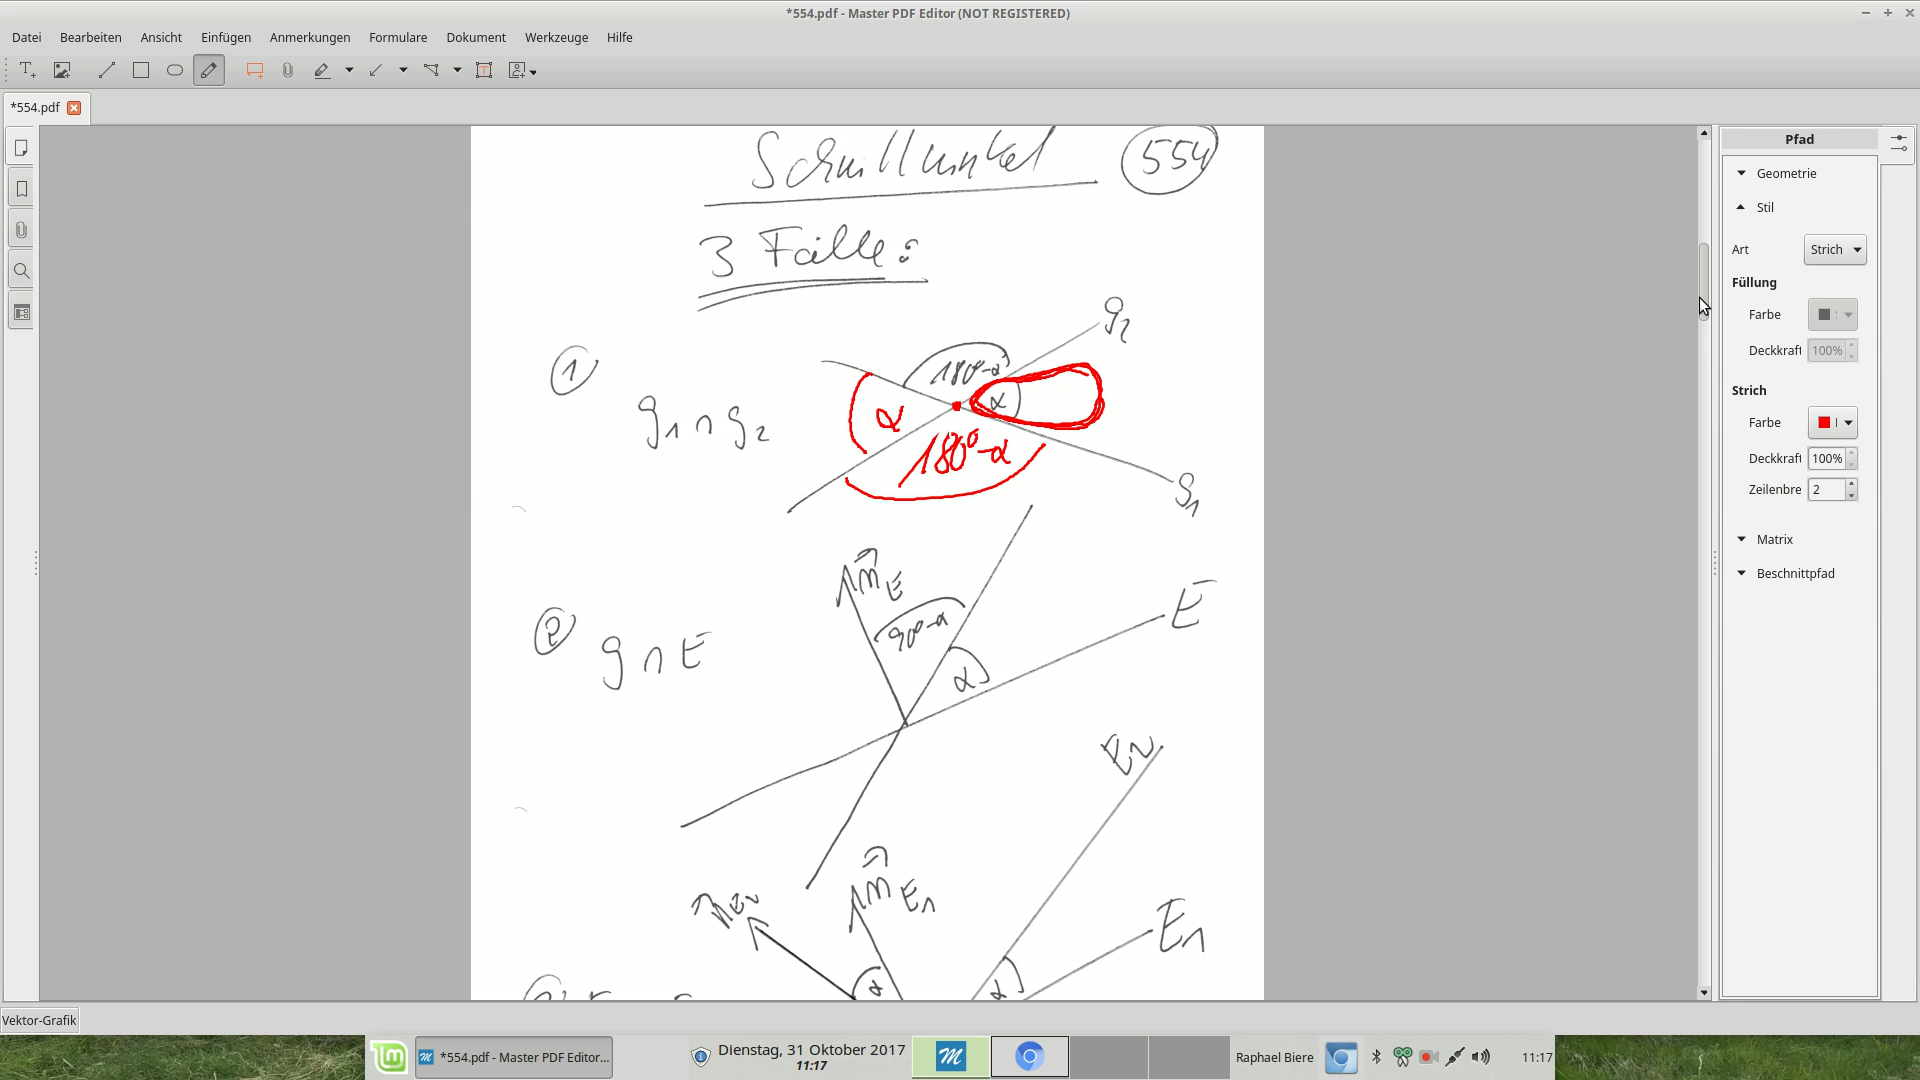 *554.pdf - Master PDF Editor (NOT REGISTERED)
Datei Bearbeiten Ansicht Einfügen Anmerkungen Formulare Dokument Werkzeuge Hilfe
*554.pdf
Pfad
Geometrie
Stil
Art Strich
Füllung
Farbe
Deckkraft 100%
Strich
Farbe
Deckkraft 100%
Zeilenbre 2
Matrix
Beschnittpfad
Schnittwinkel 554
3 Fälle:
g2
1
180°-α
α α
g1 ∩ g2
180°-α
g1
n⃗E
E
2 g ∩ E
90°-α
α
E2
n⃗E2 n⃗E1 E1
α α
Vektor-Grafik
*554.pdf - Master PDF Editor...
Dienstag, 31 Oktober 2017
11:17
Raphael Biere
11:17